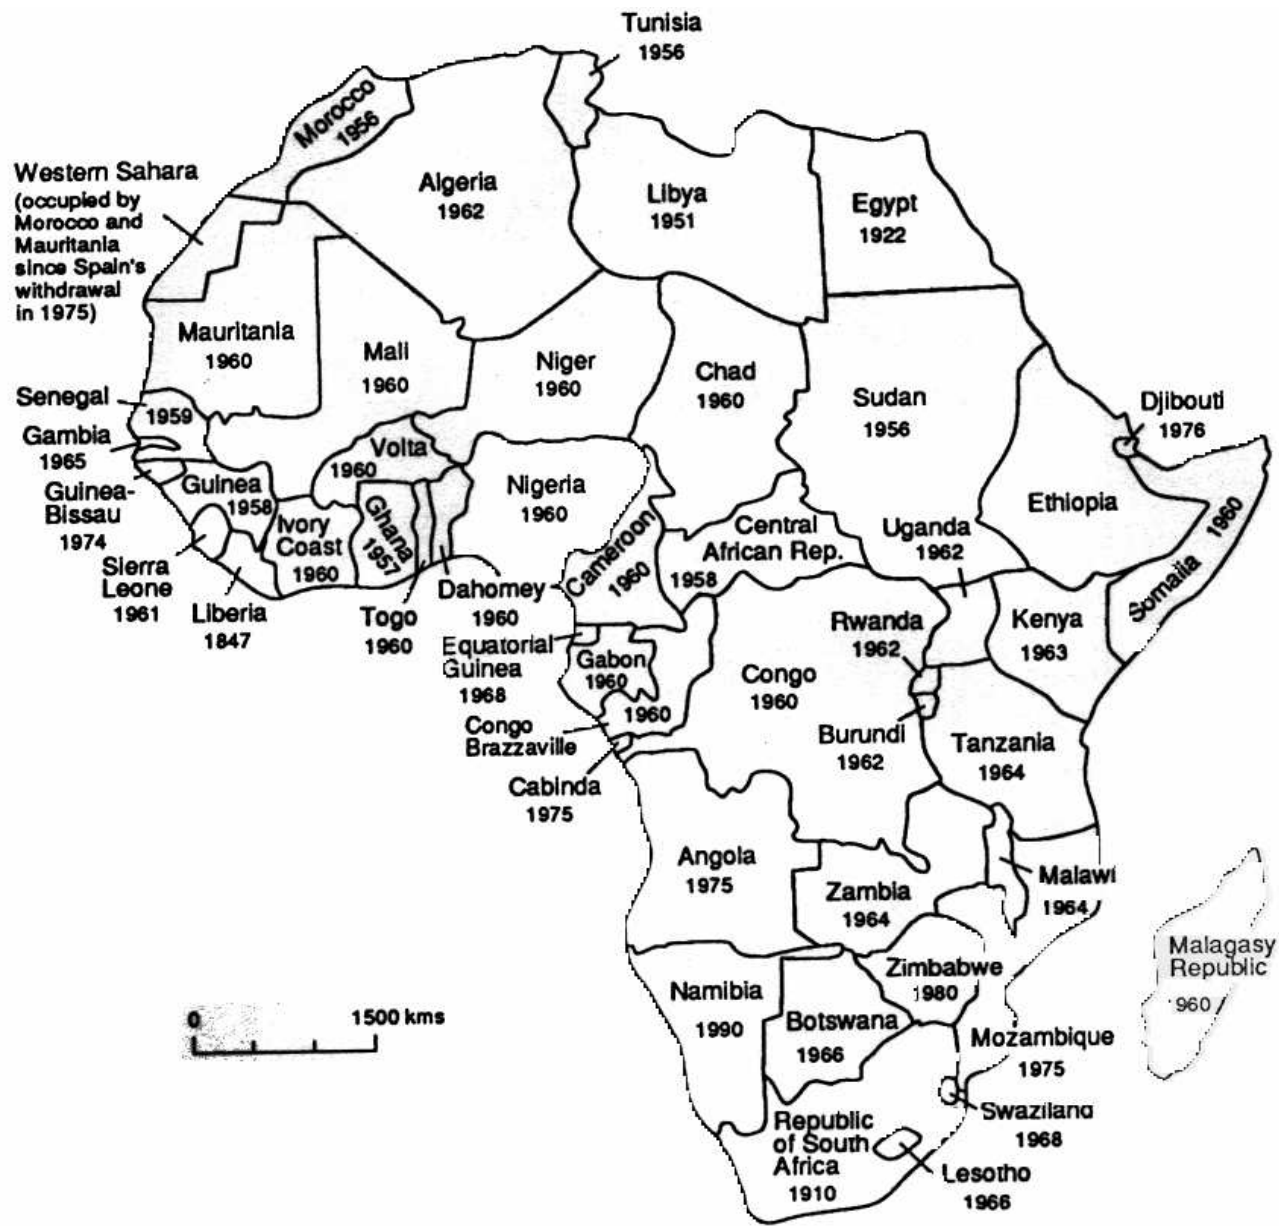 Tunisia
1956
Morocco
1956
Western Sahara
(occupied by
Morocco and
Mauritania
since Spain's
withdrawal
in 1975)
Algeria
1962
Libya
1951
Egypt
1922
Mauritania
1960
Mali
1960
Niger
1960
Chad
1960
Sudan
1956
Djibouti
1976
Senegal
1959
Gambia
1965
Guinea-
Bissau
1974
Guinea
1958
Sierra
Leone
1961
Liberia
1847
Ivory
Coast
1960
Volta
1960
Ghana
1957
Togo
1960
Dahomey
1960
Nigeria
1960
Cameroon
1960
Central
African Rep.
1958
Ethiopia
Somalia
1960
Uganda
1962
Kenya
1963
Rwanda
1962
Burundi
1962
Equatorial
Guinea
1968
Gabon
1960
Congo
Brazzaville
1960
Congo
1960
Cabinda
1975
Tanzania
1964
Angola
1975
Zambia
1964
Malawi
1964
Malagasy
Republic
960
Zimbabwe
1980
Namibia
1990
Botswana
1966
Mozambique
1975
Swaziland
1968
Republic
of South
Africa
1910
Lesotho
1966
0 1500 kms